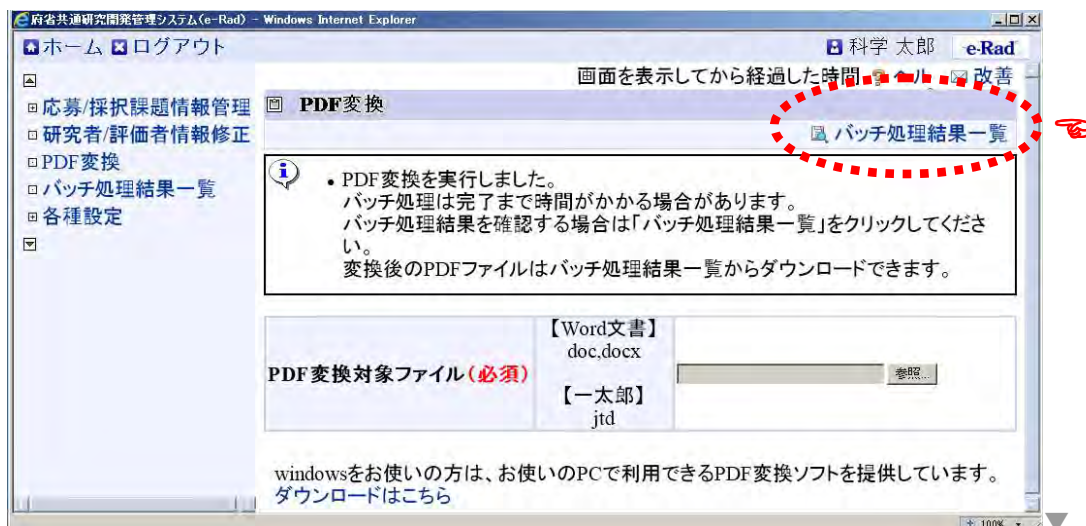 府省共通研究開発管理システム(e-Rad) - Windows Internet Explorer
ホーム ログアウト
科学 太郎 e-Rad
画面を表示してから経過した時間 ヘル 改善
応募/採択課題情報管理
研究者/評価者情報修正
PDF変換
バッチ処理結果一覧
各種設定
PDF変換
バッチ処理結果一覧
• PDF変換を実行しました。
バッチ処理は完了まで時間がかかる場合があります。
バッチ処理結果を確認する場合は「バッチ処理結果一覧」をクリックしてくださ
い。
変換後のPDFファイルはバッチ処理結果一覧からダウンロードできます。
PDF変換対象ファイル(必須)
【Word文書】
doc,docx
【一太郎】
jtd
参照...
windowsをお使いの方は、お使いのPCで利用できるPDF変換ソフトを提供しています。
ダウンロードはこちら
100%